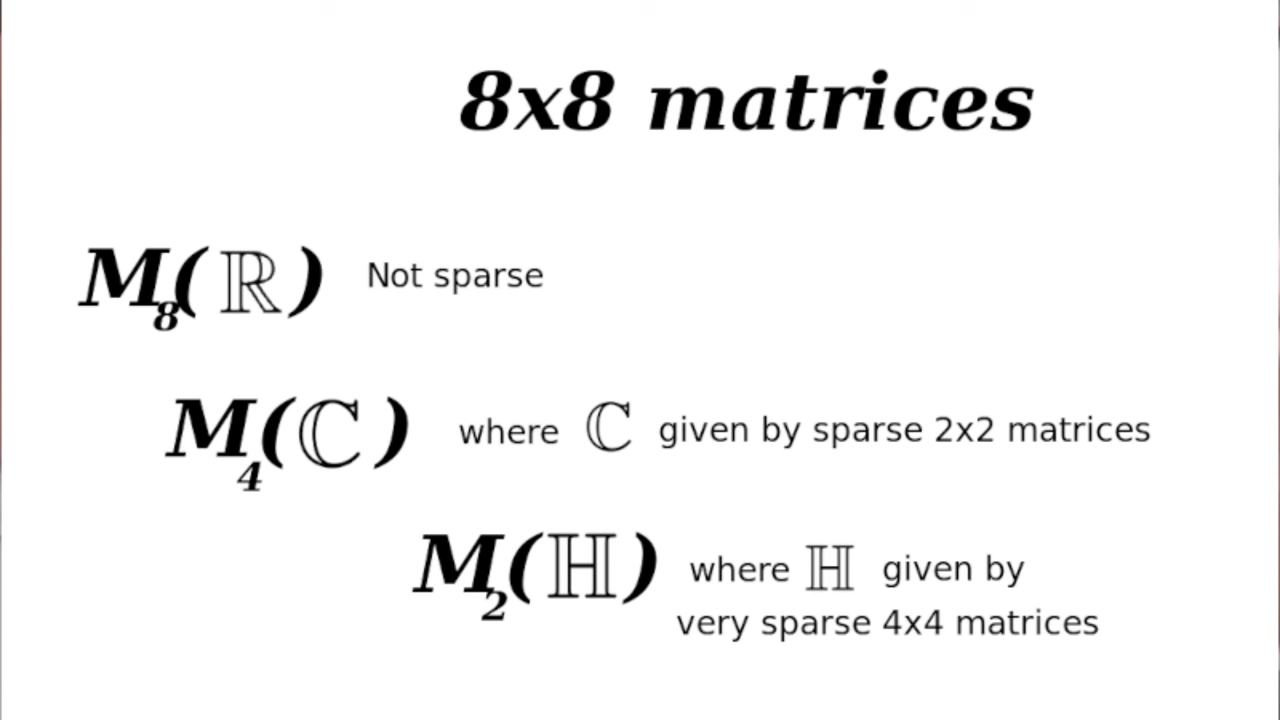 8x8 matrices
M₈(ℝ) Not sparse
M₄(ℂ) where ℂ given by sparse 2x2 matrices
M₂(ℍ) where ℍ given by
very sparse 4x4 matrices